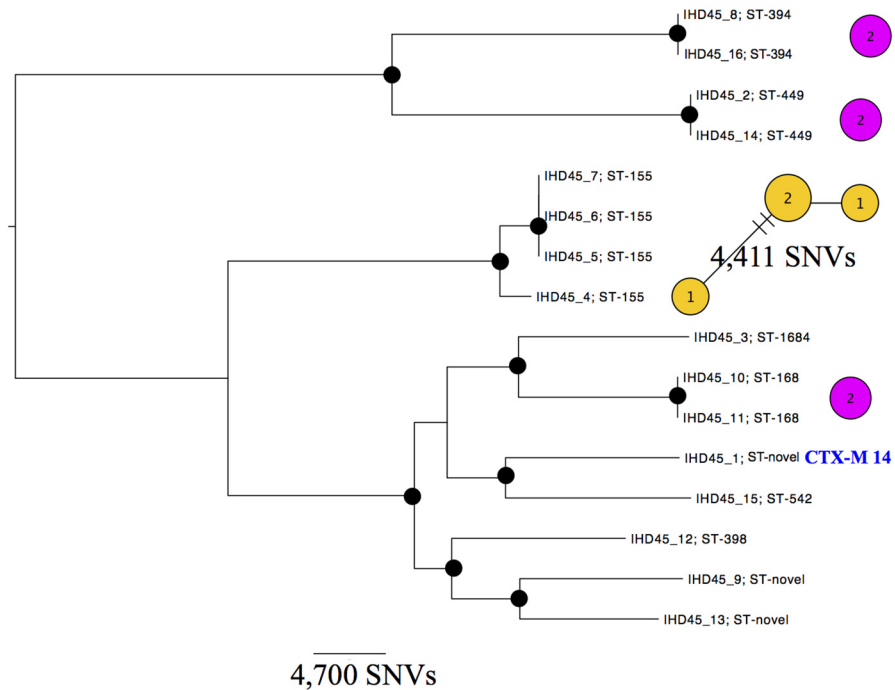 IHD45_8; ST-394
2
IHD45_16; ST-394
IHD45_2; ST-449
2
IHD45_14; ST-449
IHD45_7; ST-155
2
1
IHD45_6; ST-155
IHD45_5; ST-155
4,411 SNVs
IHD45_4; ST-155
1
IHD45_3; ST-1684
IHD45_10; ST-168
2
IHD45_11; ST-168
IHD45_1; ST-novel CTX-M 14
IHD45_15; ST-542
IHD45_12; ST-398
IHD45_9; ST-novel
IHD45_13; ST-novel
4,700 SNVs